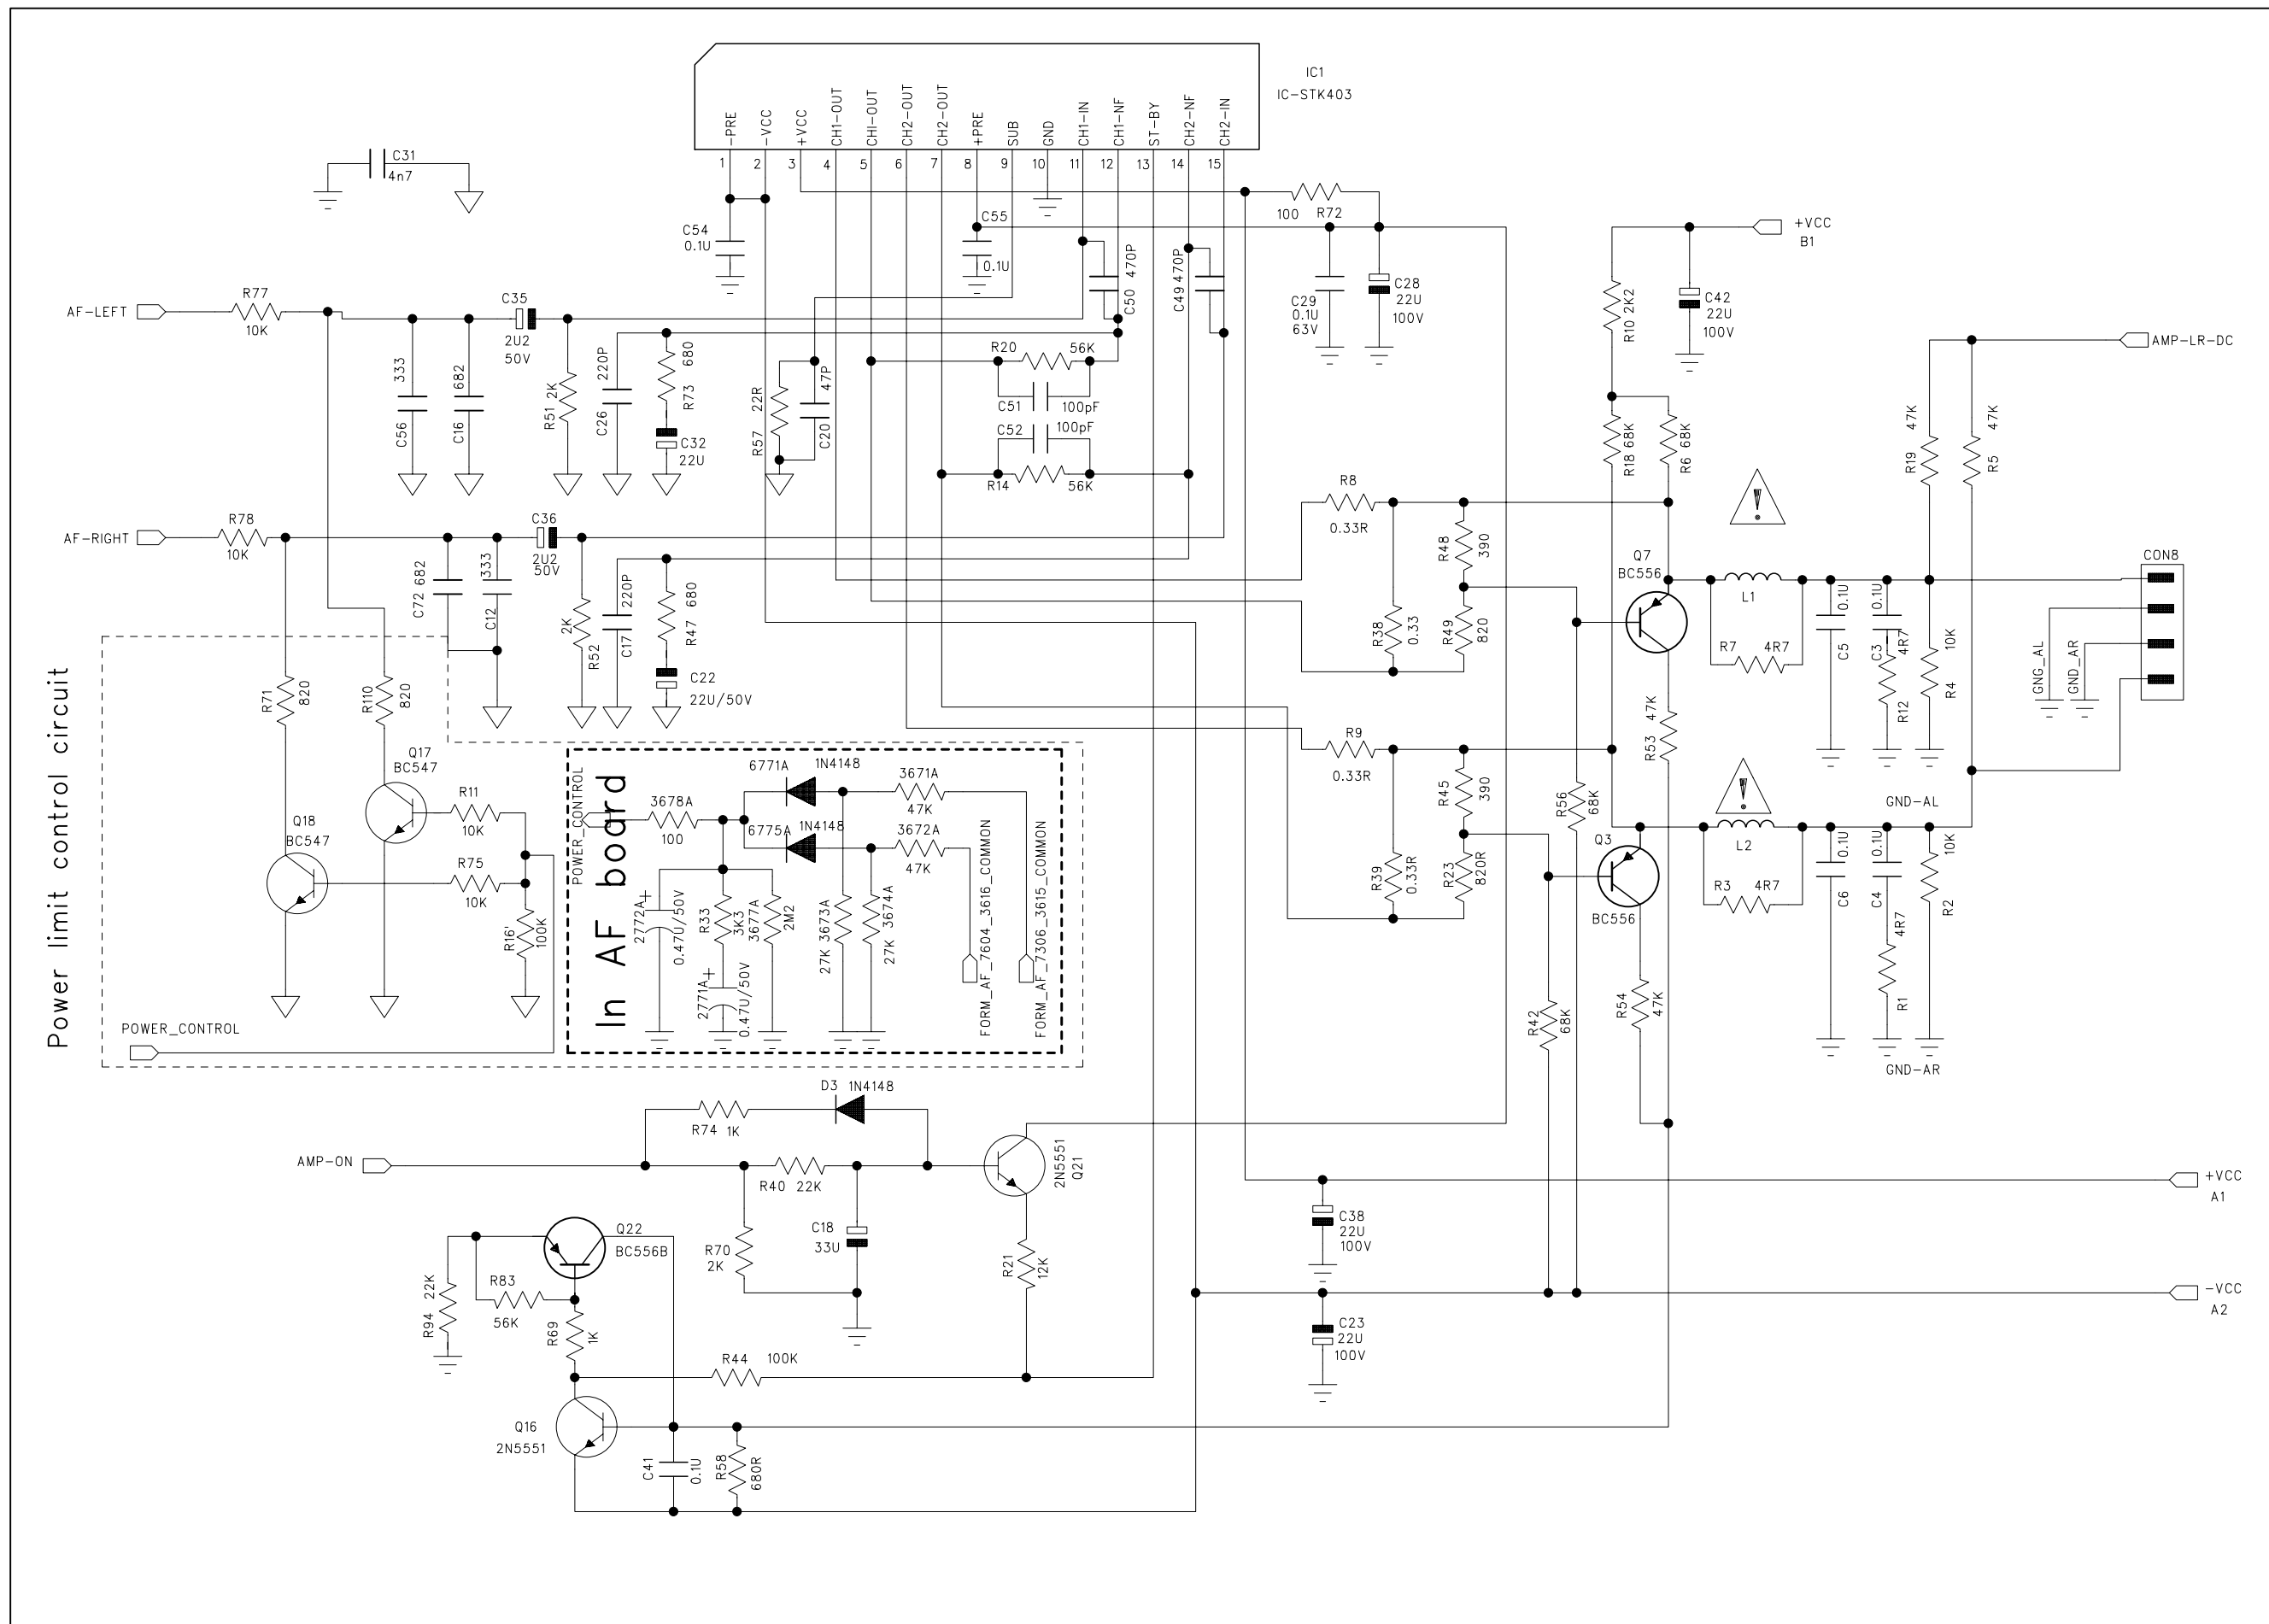 IC1
IC-STK403
-PRE
-VCC
+VCC
CH1-OUT
CHI-OUT
CH2-OUT
CH2-OUT
+PRE
SUB
GND
CH1-IN
CH1-NF
ST-BY
CH2-NF
CH2-IN
1
2
3
4
5
6
7
8
9
10
11
12
13
14
15
C31
4n7
C54
0.1U
C55
0.1U
C50 470P
C49 470P
100 R72
C29
0.1U
63V
C28
22U
100V
+VCC
B1
R10 2K2
C42
22U
100V
AF-LEFT
R77
10K
C35
2U2
50V
C56 333
C16 682
R51 2K
C26 220P
R73 680
C32
22U
R57 22R
C20 47P
R20 56K
C51 100pF
C52 100pF
R14 56K
AMP-LR-DC
R18 68K
R6 68K
R19 47K
R5 47K
AF-RIGHT
R78
10K
C36
2U2
50V
C72 682
C12 333
R52 2K
C17 220P
R47 680
C22
22U/50V
R8
0.33R
R38 0.33
R48 390
R49 820
Q7
BC556
L1
R7 4R7
C5 0.1U
C3 0.1U
R12 4R7
R4 10K
CON8
GNG_AL
GND_AR
Power limit control circuit
R71 820
R110 820
Q17
BC547
R11
10K
Q18
BC547
R75
10K
R16' 100K
POWER_CONTROL
In AF board
POWER_CONTROL
3678A
100
6771A 1N4148
6775A 1N4148
3671A
47K
3672A
47K
2772A +
0.47U/50V
R33 3K3
2771A +
0.47U/50V
3677A 2M2
27K 3673A
27K 3674A
FORM_AF_7604_3616_COMMON
FORM_AF_7306_3615_COMMON
R9
0.33R
R39 0.33R
R45 390
R23 820R
R56 68K
R53 47K
GND-AL
L2
Q3
BC556
R3 4R7
C6 0.1U
C4 0.1U
R1 4R7
R2 10K
R42 68K
R54 47K
GND-AR
D3 1N4148
R74 1K
AMP-ON
R40 22K
2N5551
Q21
C18
33U
R70
2K
R21 12K
+VCC
A1
C38
22U
100V
Q22
BC556B
R94 22K
R83
56K
R69 1K
-VCC
A2
C23
22U
100V
R44 100K
Q16
2N5551
C41 0.1U
R58 680R